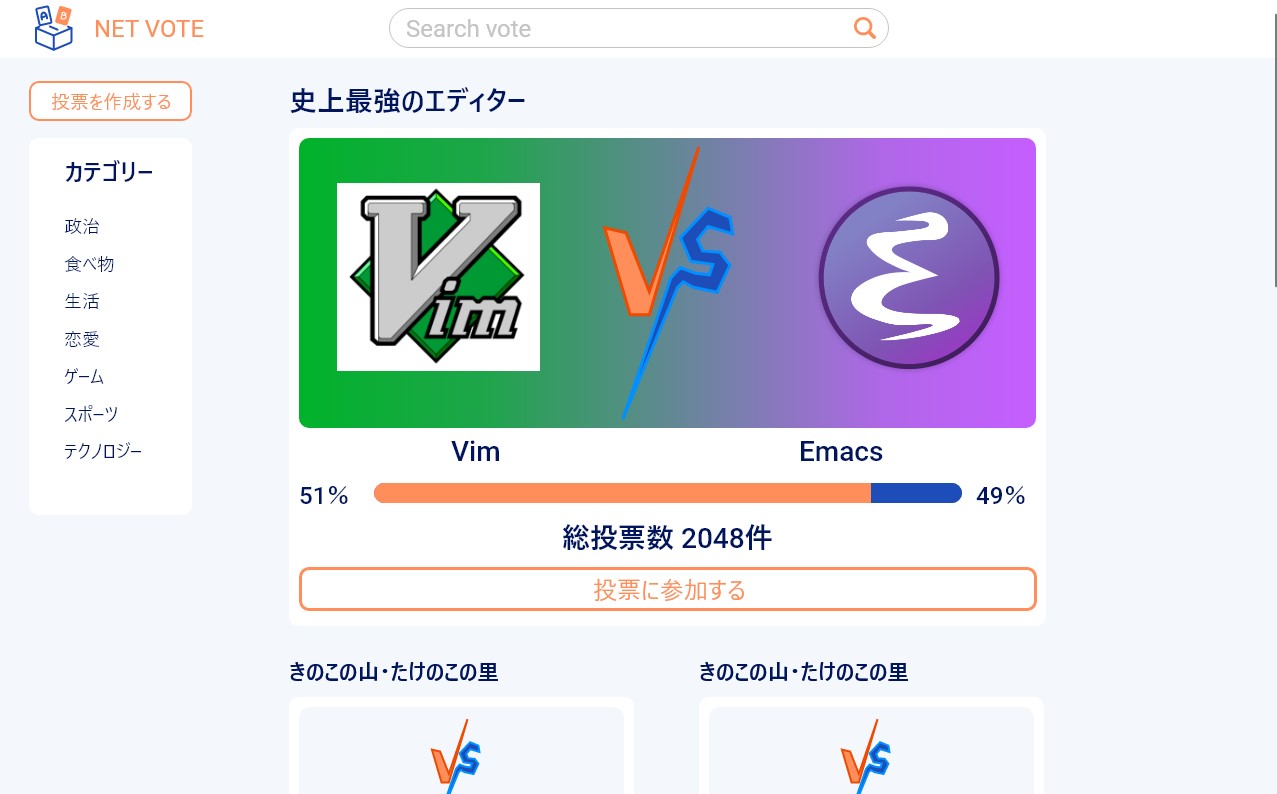 A B
NET VOTE
Search vote
投票を作成する
カテゴリー
政治
食べ物
生活
恋愛
ゲーム
スポーツ
テクノロジー
史上最強のエディター
Vim
VS
Vim
Emacs
51%
49%
総投票数 2048件
投票に参加する
きのこの山・たけのこの里
VS
きのこの山・たけのこの里
VS